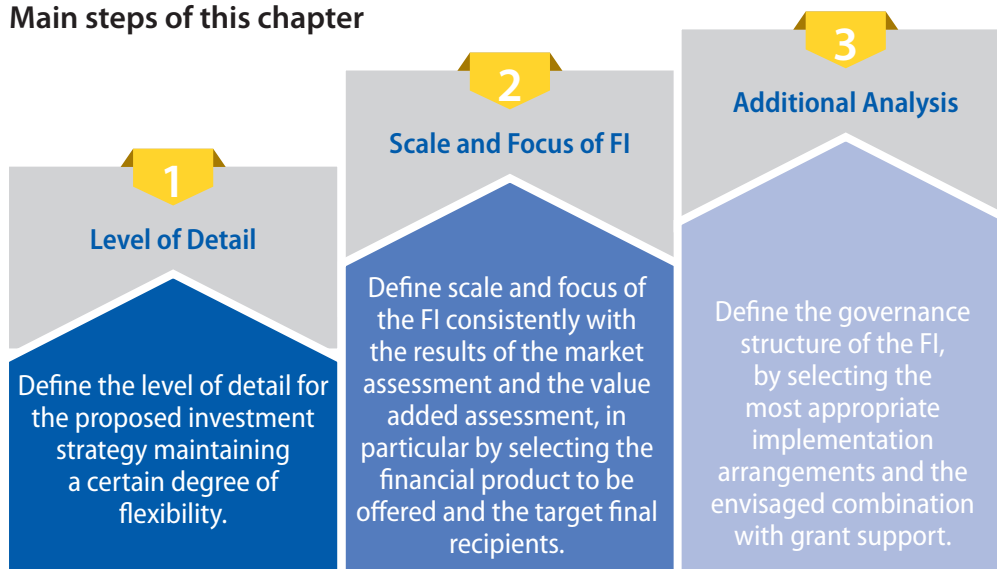 Main steps of this chapter
1
Level of Detail
Define the level of detail for
the proposed investment
strategy maintaining
a certain degree of
flexibility.
2
Scale and Focus of FI
Define scale and focus of
the FI consistently with
the results of the market
assessment and the value
added assessment, in
particular by selecting the
financial product to be
offered and the target final
recipients.
3
Additional Analysis
Define the governance
structure of the FI,
by selecting the
most appropriate
implementation
arrangements and the
envisaged combination
with grant support.